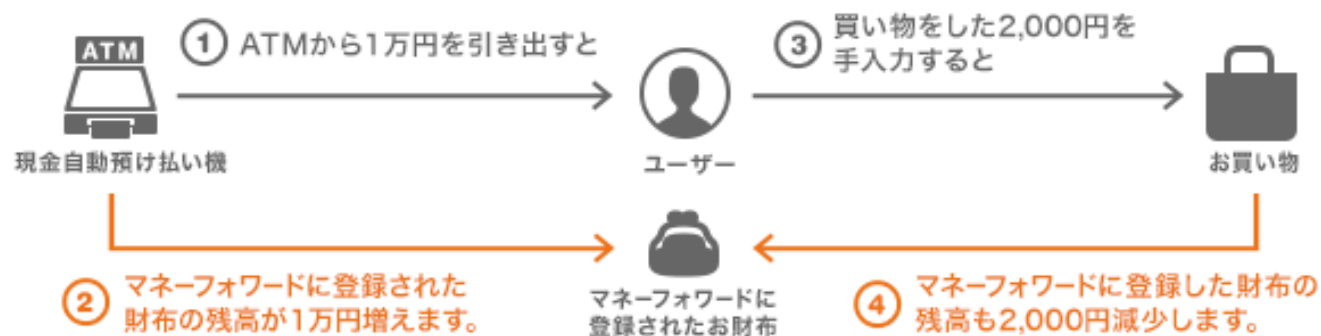 ATM
① ATMから1万円を引き出すと
③ 買い物をした2,000円を
手入力すると
現金自動預け払い機
ユーザー
お買い物
② マネーフォワードに登録された
財布の残高が1万円増えます。
マネーフォワードに
登録されたお財布
④ マネーフォワードに登録した財布の
残高も2,000円減少します。